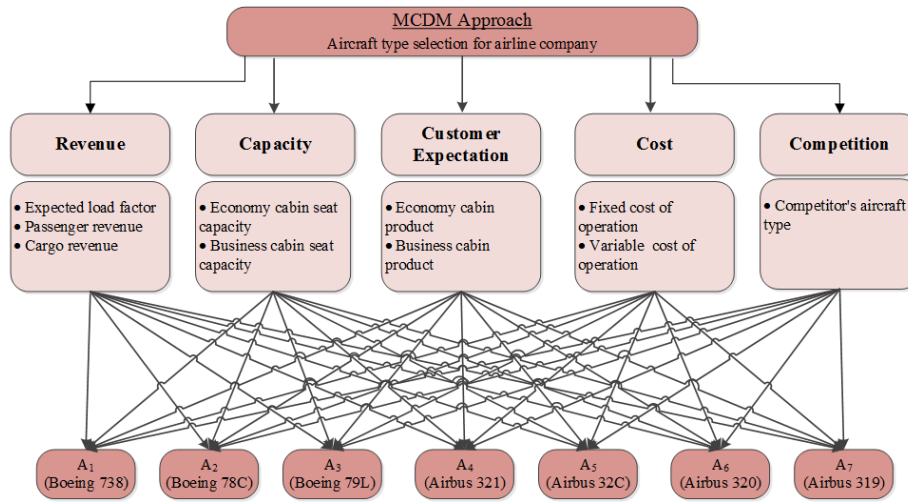 MCDM Approach
Aircraft type selection for airline company
Revenue
Capacity
Customer
Expectation
Cost
Competition
• Expected load factor
• Passenger revenue
• Cargo revenue
• Economy cabin seat
capacity
• Business cabin seat
capacity
• Economy cabin
product
• Business cabin
product
• Fixed cost of
operation
• Variable cost of
operation
• Competitor's aircraft
type
A₁
(Boeing 738)
A₂
(Boeing 78C)
A₃
(Boeing 79L)
A₄
(Airbus 321)
A₅
(Airbus 32C)
A₆
(Airbus 320)
A₇
(Airbus 319)